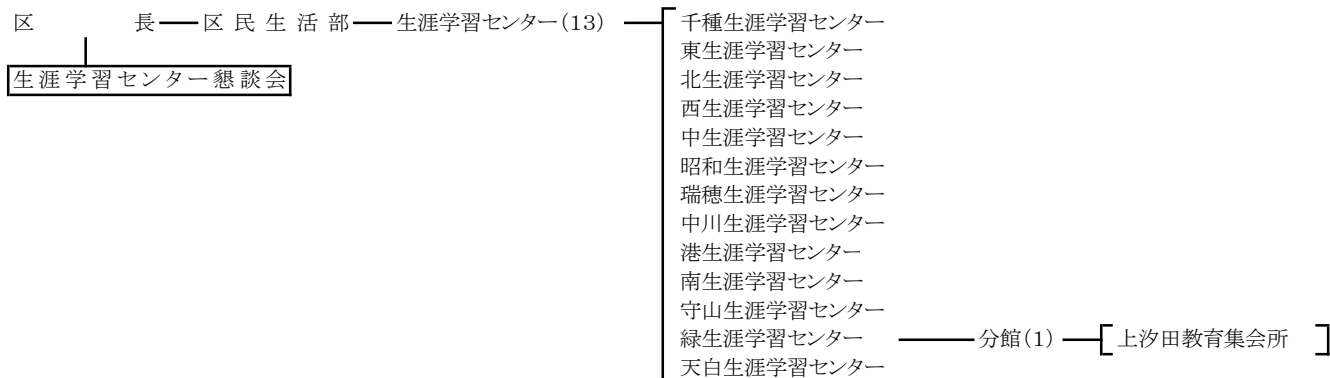 区長 区民生活部 生涯学習センター(13) 千種生涯学習センター
東生涯学習センター
生涯学習センター懇談会 北生涯学習センター
西生涯学習センター
中生涯学習センター
昭和生涯学習センター
瑞穂生涯学習センター
中川生涯学習センター
港生涯学習センター
南生涯学習センター
守山生涯学習センター
緑生涯学習センター 分館(1) 上汐田教育集会所
天白生涯学習センター